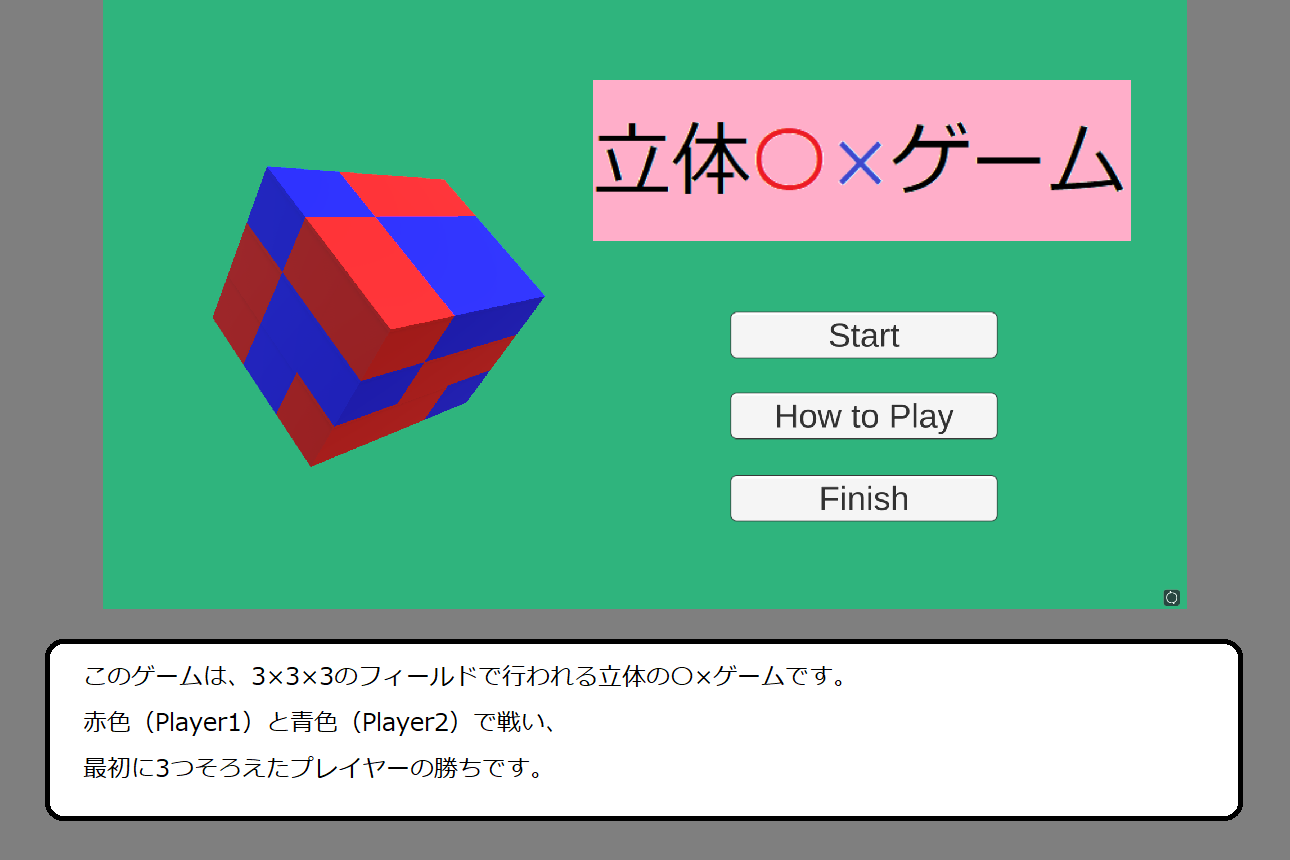 立体〇×ゲーム
Start
How to Play
Finish
このゲームは、3×3×3のフィールドで行われる立体の〇×ゲームです。
赤色（Player1）と青色（Player2）で戦い、
最初に3つそろえたプレイヤーの勝ちです。